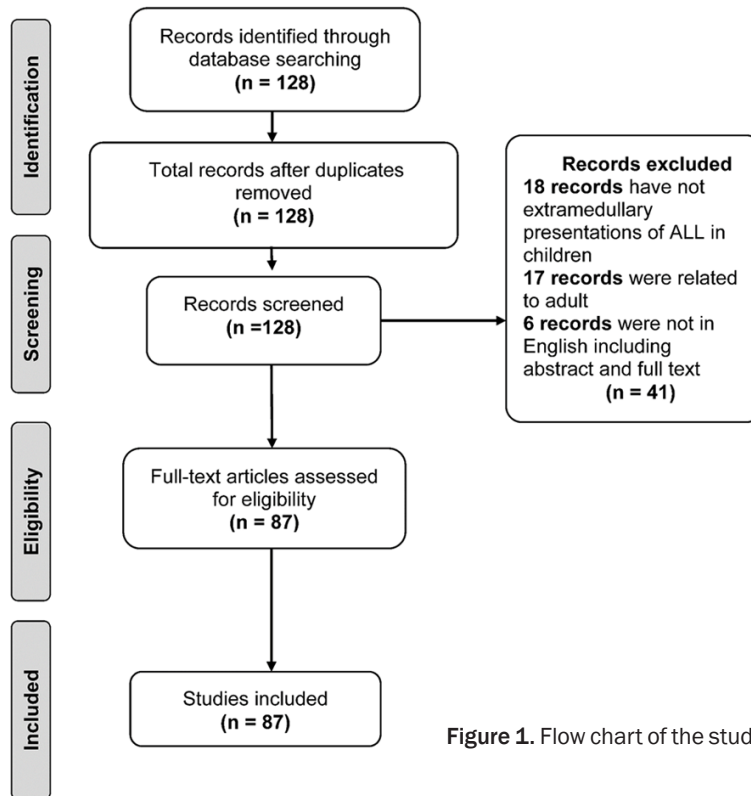 Identification
Records identified through
database searching
(n = 128)
Total records after duplicates
removed
(n = 128)
Screening
Records screened
(n =128)
Records excluded
18 records have not
extramedullary
presentations of ALL in
children
17 records were related
to adult
6 records were not in
English including
abstract and full text
(n = 41)
Eligibility
Full-text articles assessed
for eligibility
(n = 87)
Included
Studies included
(n = 87)
Figure 1. Flow chart of the stud